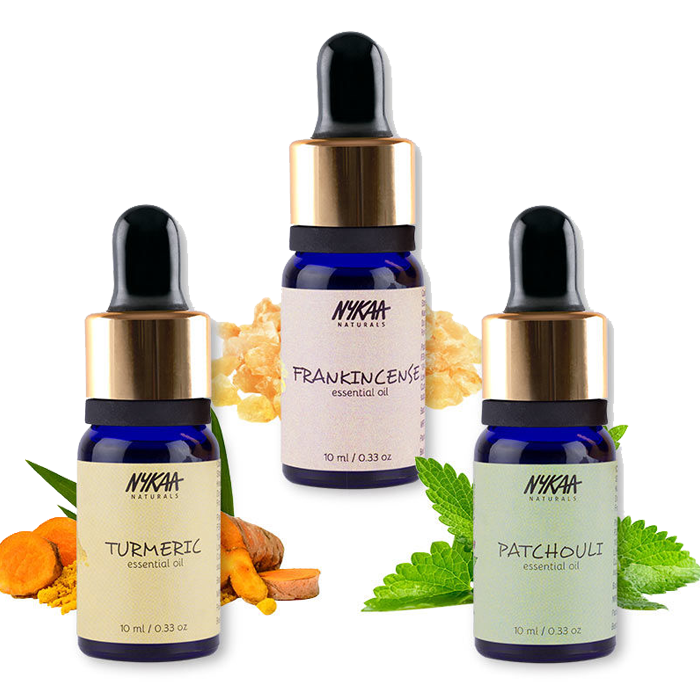 NYKAA
NATURALS
FRANKINCENSE
essential oil
10 ml / 0.33 oz
NYKAA
NATURALS
TURMERIC
essential oil
10 ml / 0.33 oz
NYKAA
NATURALS
PATCHOULI
essential oil
10 ml / 0.33 oz